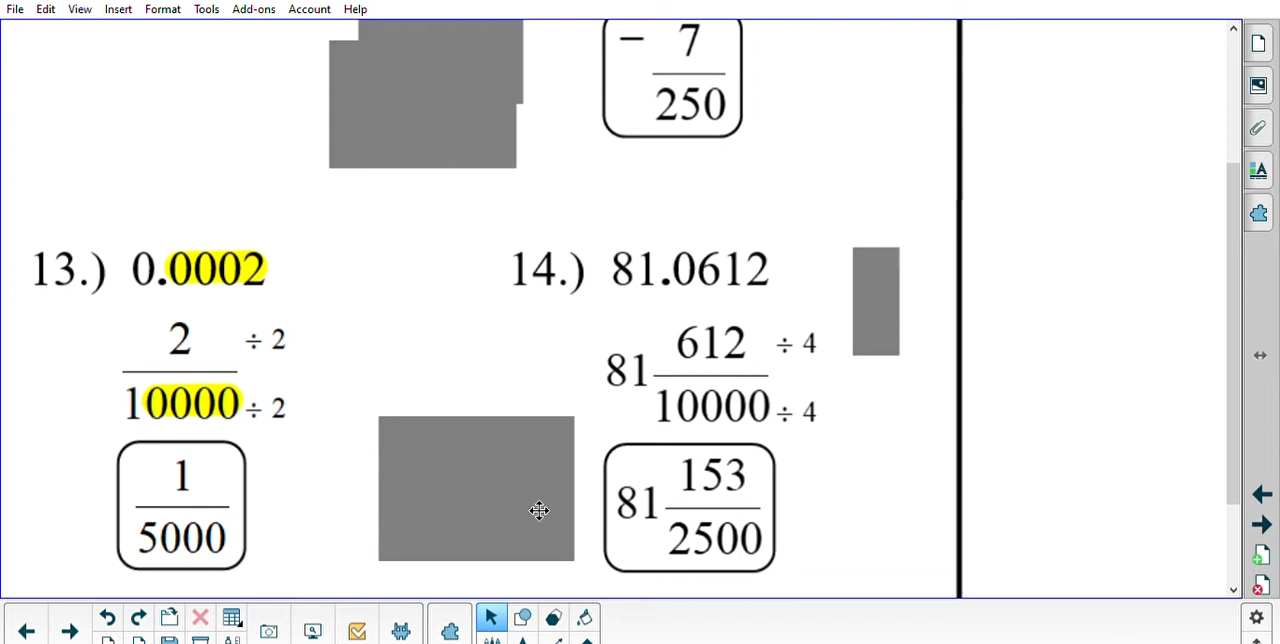 File Edit View Insert Format Tools Add-ons Account Help
− 7
250
13.) 0.0002
2 ÷ 2
10000 ÷ 2
1
5000
14.) 81.0612
81 612 ÷ 4
10000 ÷ 4
81 153
2500